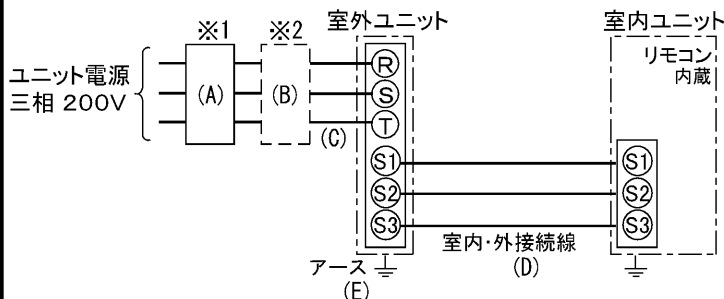 ※1
※2
室外ユニット
室内ユニット
ユニット電源
三相 200V
(A)
(B)
(C)
R
S
T
リモコン
内蔵
S1
S2
S3
S1
S2
S3
室内・外接続線
(D)
アース
(E)